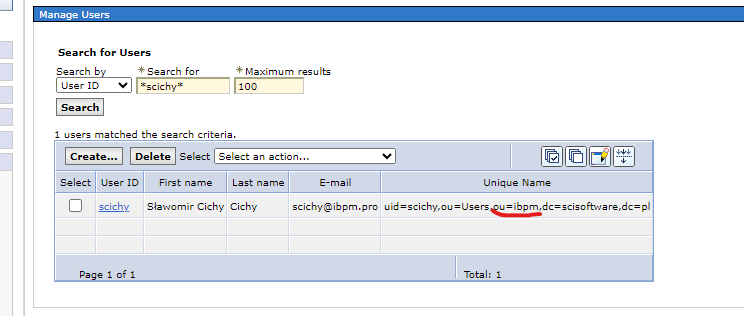 Manage Users
Search for Users
Search by * Search for * Maximum results
User ID *scichy* 100
Search
1 users matched the search criteria.
Create... Delete Select Select an action...
Select User ID First name Last name E-mail Unique Name
scichy Sławomir Cichy Cichy scichy@ibpm.pro uid=scichy,ou=Users,ou=ibpm,dc=scisoftware,dc=pl
Page 1 of 1 Total: 1